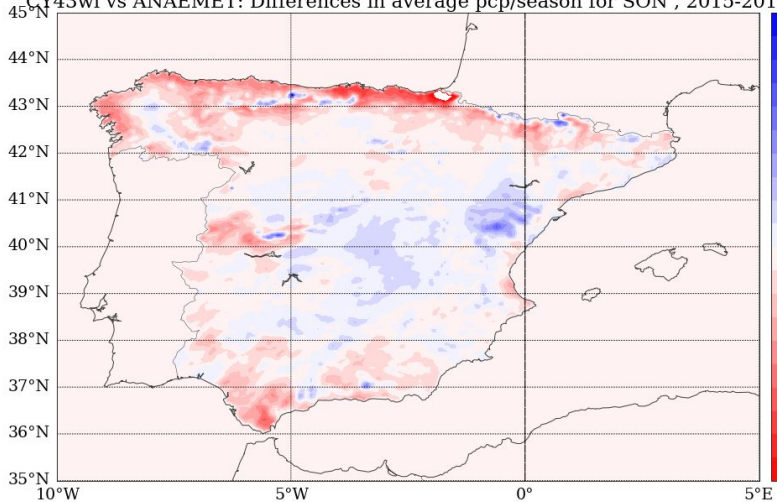 CY43wf vs ANAEMET: Differences in average pcp/season for SON , 2015-201
45°N
44°N
43°N
42°N
41°N
40°N
39°N
38°N
37°N
36°N
35°N
10°W 5°W 0° 5°E